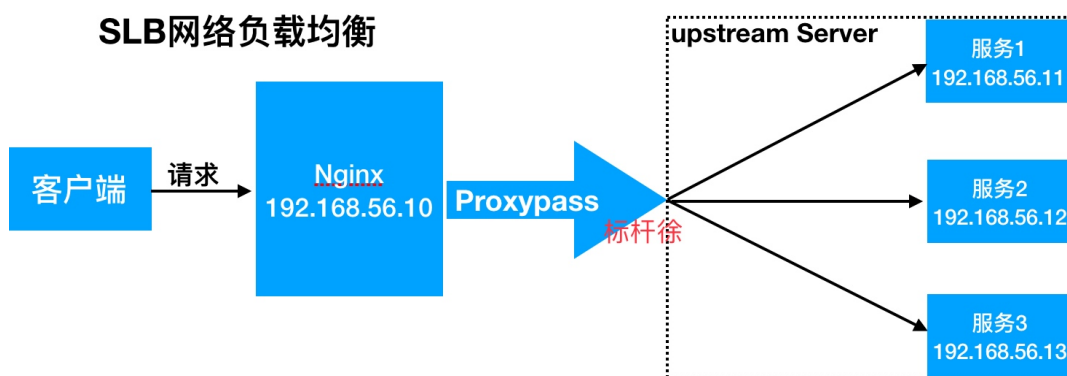 SLB网络负载均衡
客户端
请求
Nginx
192.168.56.10
Proxypass
标杆徐
upstream Server
服务1
192.168.56.11
服务2
192.168.56.12
服务3
192.168.56.13